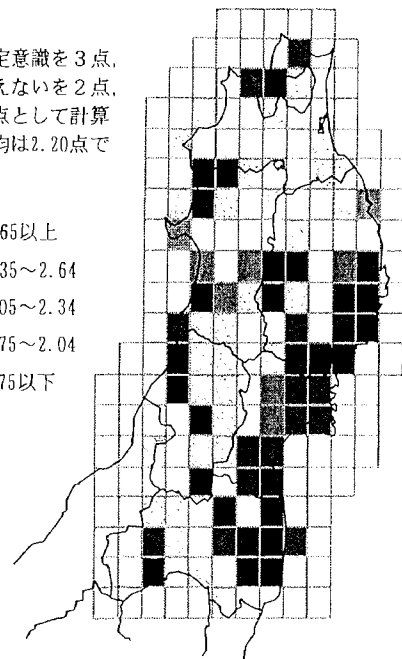 定意識を3点,
えないを2点,
点として計算
均は2.20点で
65以上
35～2.64
05～2.34
75～2.04
75以下